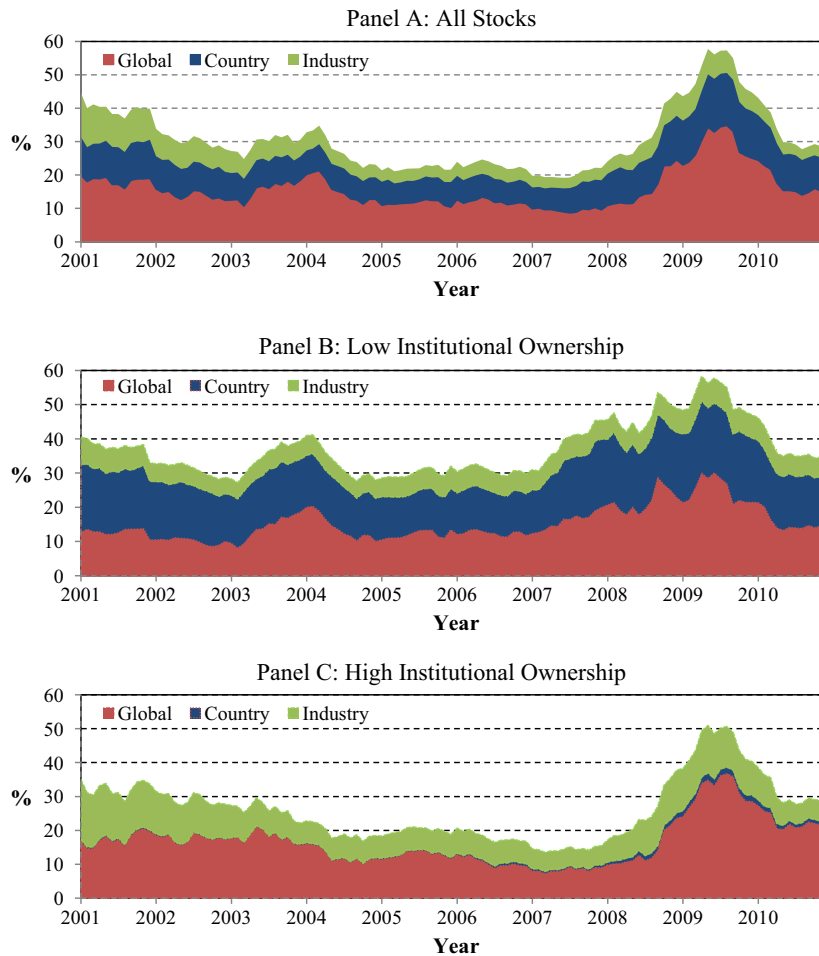 Panel A: All Stocks
60
Global Country Industry
50
40
%
30
20
10
0
2001 2002 2003 2004 2005 2006 2007 2008 2009 2010
Year
Panel B: Low Institutional Ownership
60
Global Country Industry
50
40
%
30
20
10
0
2001 2002 2003 2004 2005 2006 2007 2008 2009 2010
Year
Panel C: High Institutional Ownership
60
Global Country Industry
50
40
%
30
20
10
0
2001 2002 2003 2004 2005 2006 2007 2008 2009 2010
Year